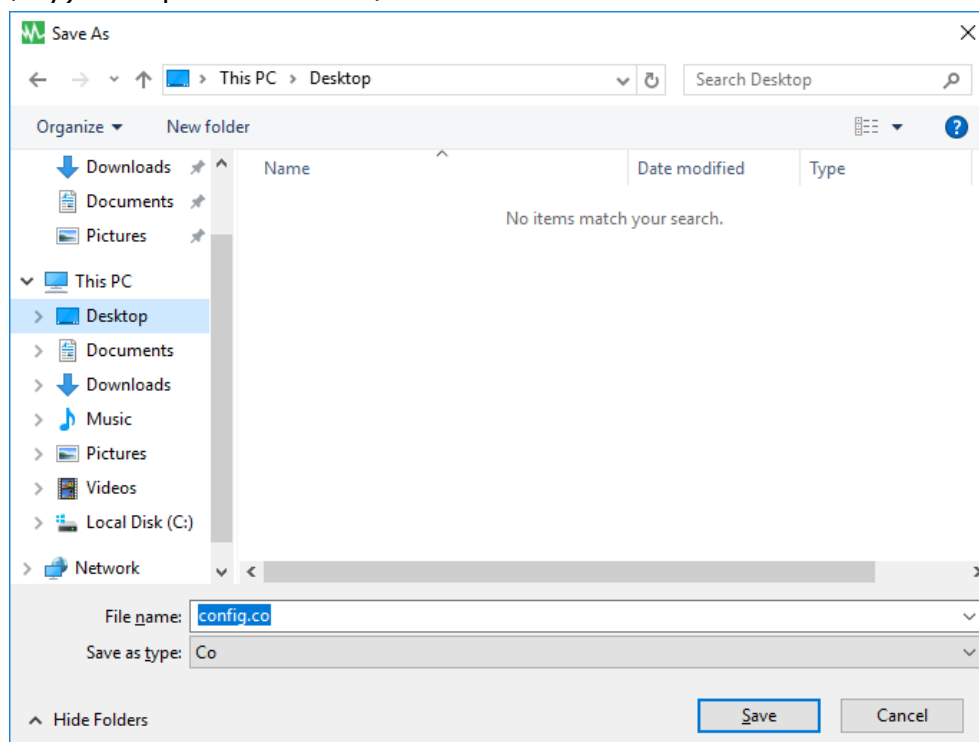 Save As
This PC > Desktop
Search Desktop
Organize
New folder
Name
Date modified
Type
Downloads
Documents
Pictures
No items match your search.
This PC
Desktop
Documents
Downloads
Music
Pictures
Videos
Local Disk (C:)
Network
File name: config.co
Save as type: Co
Hide Folders
Save
Cancel